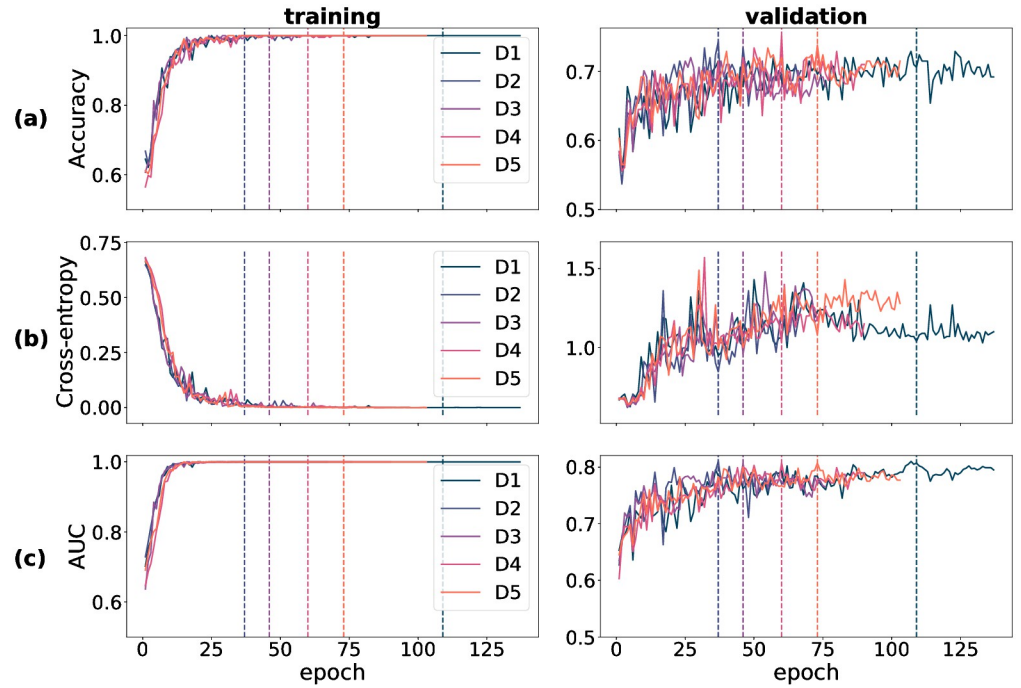 training
validation
(a)
Accuracy
1.0
0.8
0.6
D1
D2
D3
D4
D5
0.7
0.6
0.5
(b)
Cross-entropy
0.75
0.50
0.25
0.00
D1
D2
D3
D4
D5
1.5
1.0
(c)
AUC
1.0
0.8
0.6
D1
D2
D3
D4
D5
0.8
0.7
0.6
0.5
0 25 50 75 100 125
epoch
0 25 50 75 100 125
epoch